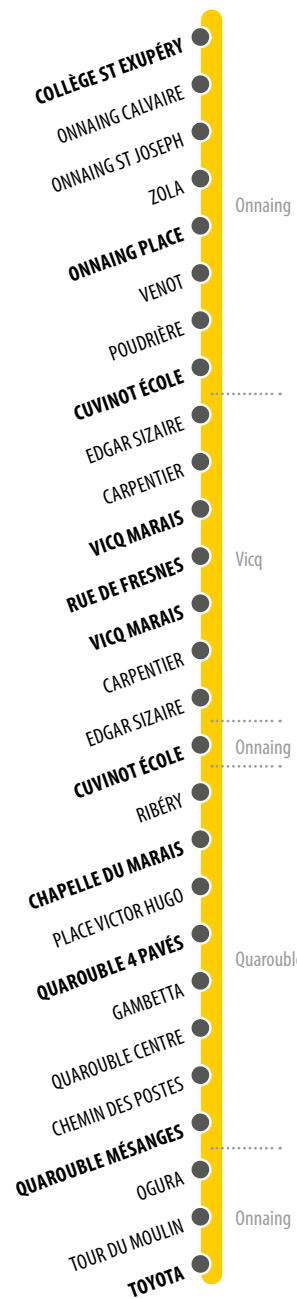 COLLÈGE ST EXUPÉRY
ONNAING CALVAIRE
ONNAING ST JOSEPH
ZOLA
Onnaing
ONNAING PLACE
VENOT
POUDRIÈRE
CUVINOT ÉCOLE
EDGAR SIZAIRE
CARPENTIER
VICQ MARAIS
RUE DE FRESNES
Vicq
VICQ MARAIS
CARPENTIER
EDGAR SIZAIRE
CUVINOT ÉCOLE
Onnaing
RIBÉRY
CHAPELLE DU MARAIS
PLACE VICTOR HUGO
QUAROUBLE 4 PAVÉS
Quarouble
GAMBETTA
QUAROUBLE CENTRE
CHEMIN DES POSTES
QUAROUBLE MÉSANGES
OGURA
TOUR DU MOULIN
Onnaing
TOYOTA